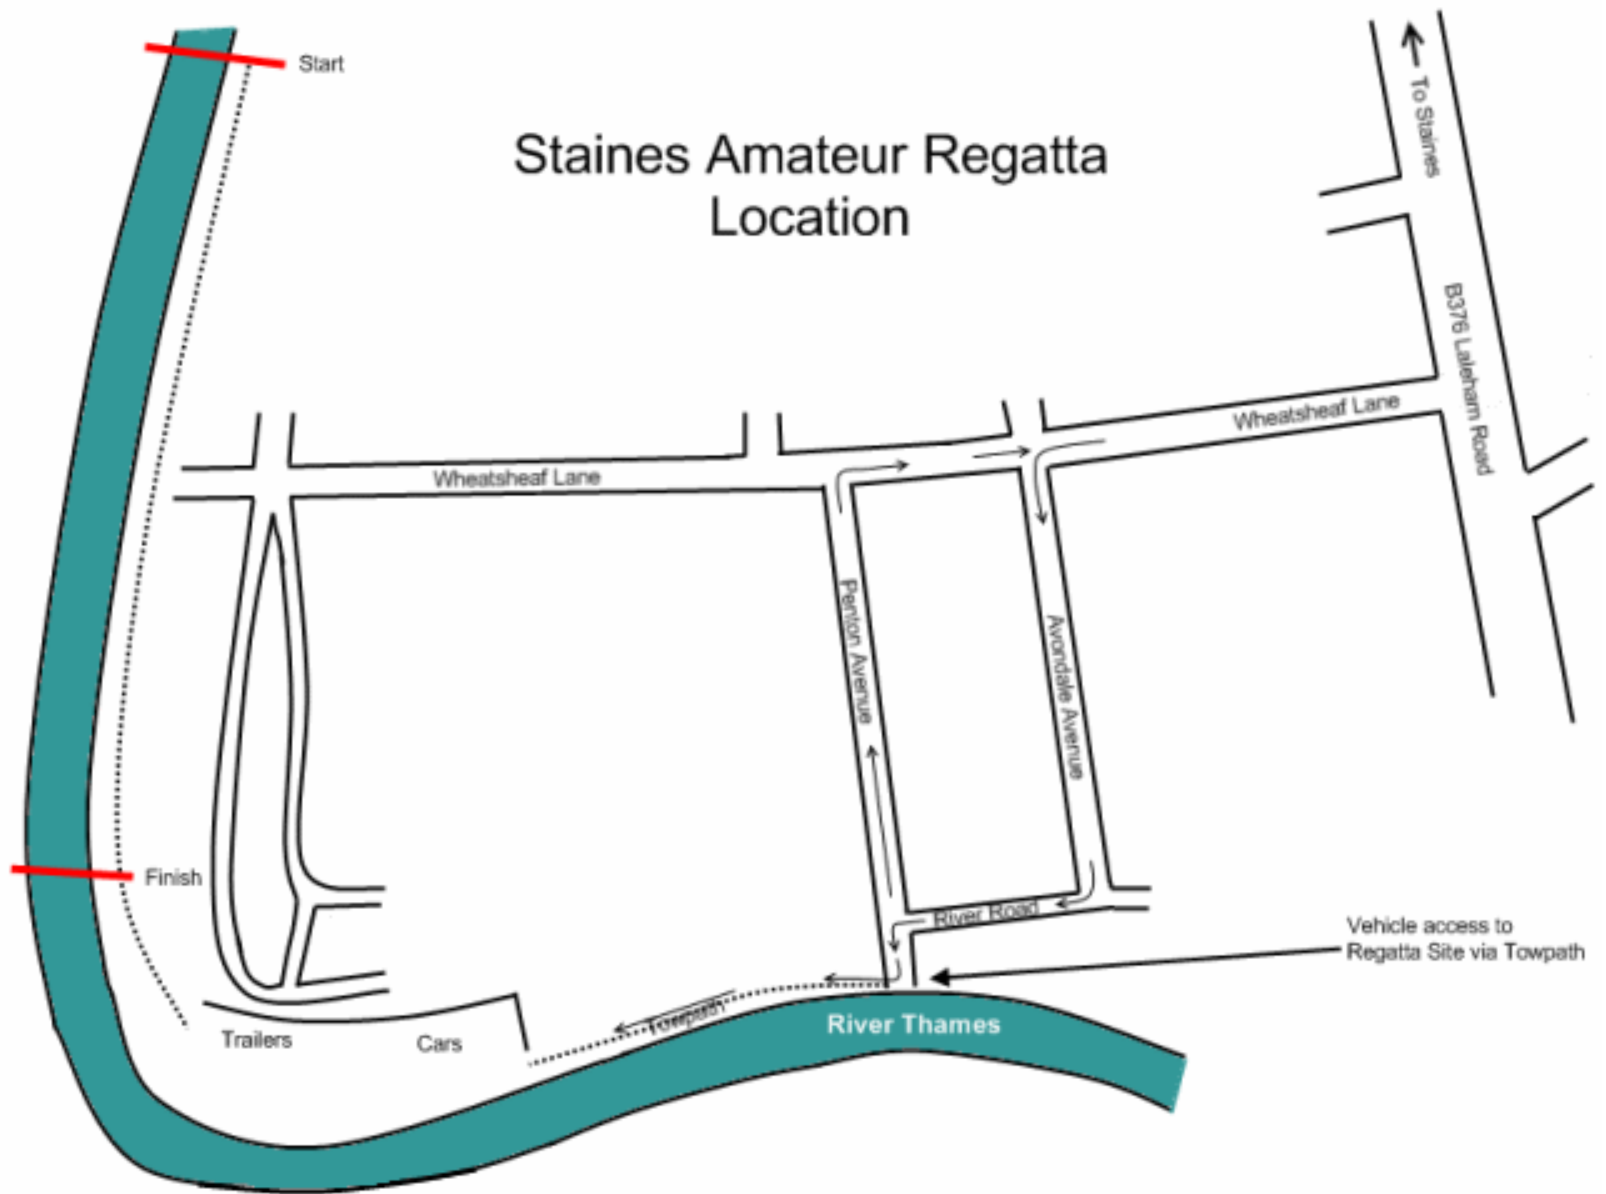 Start
Staines Amateur Regatta
Location
To Staines
B376 Laleham Road
Wheatsheaf Lane
Wheatsheaf Lane
Penton Avenue
Avondale Avenue
Finish
River Road
Vehicle access to
Regatta Site via Towpath
Towpath
River Thames
Trailers
Cars